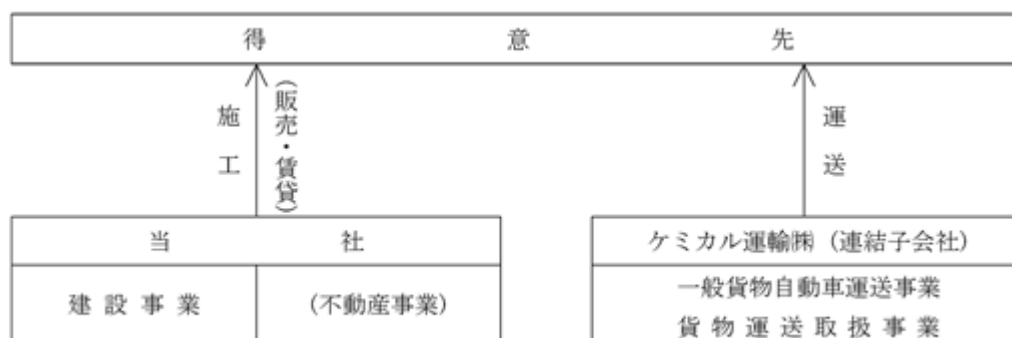 得意先
施工
(販売・賃貸)
運送
当社
ケミカル運輸㈱（連結子会社）
建設事業
(不動産事業)
一般貨物自動車運送事業
貨物運送取扱事業